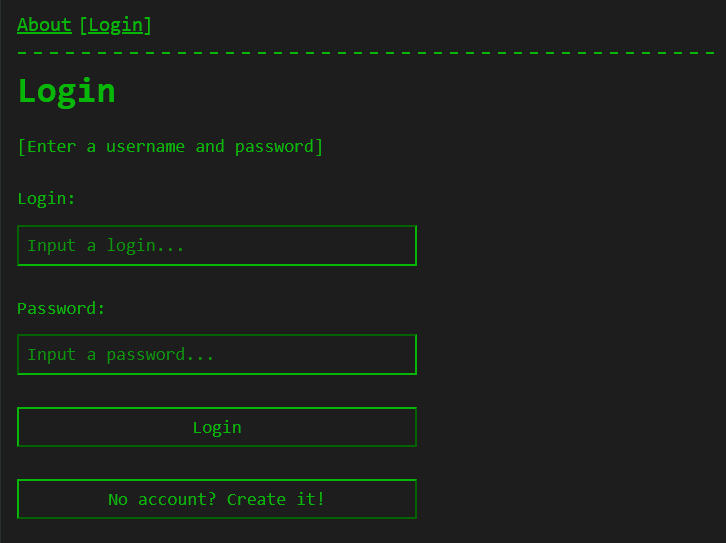 About [Login]
Login
[Enter a username and password]
Login:
Input a login...
Password:
Input a password...
Login
No account? Create it!